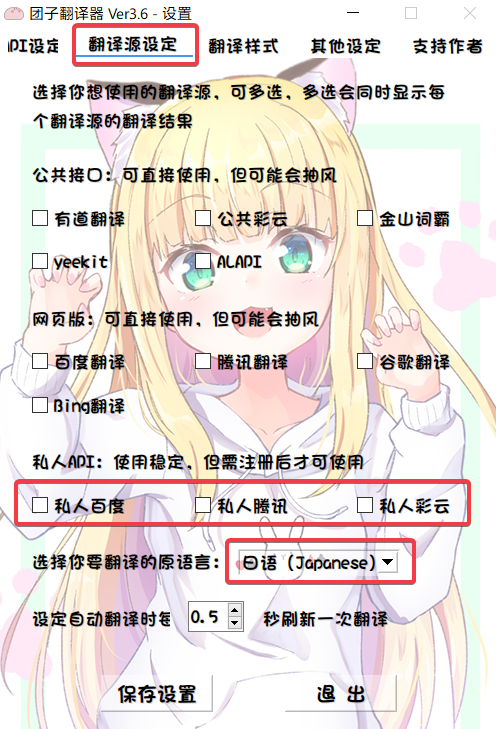 团子翻译器 Ver3.6 - 设置
API设定 翻译源设定 翻译样式 其他设定 支持作者
选择你想使用的翻译源，可多选，多选会同时显示每
个翻译源的翻译结果
公共接口：可直接使用，但可能会抽风
有道翻译 公共彩云 金山词霸
yeekit ALAPI
网页版：可直接使用，但可能会抽风
百度翻译 腾讯翻译 谷歌翻译
Bing翻译
私人API：使用稳定，但需注册后才可使用
私人百度 私人腾讯 私人彩云
选择你要翻译的原语言： 日语（Japanese）
设定自动翻译时每 0.5 秒刷新一次翻译
保存设置 退 出